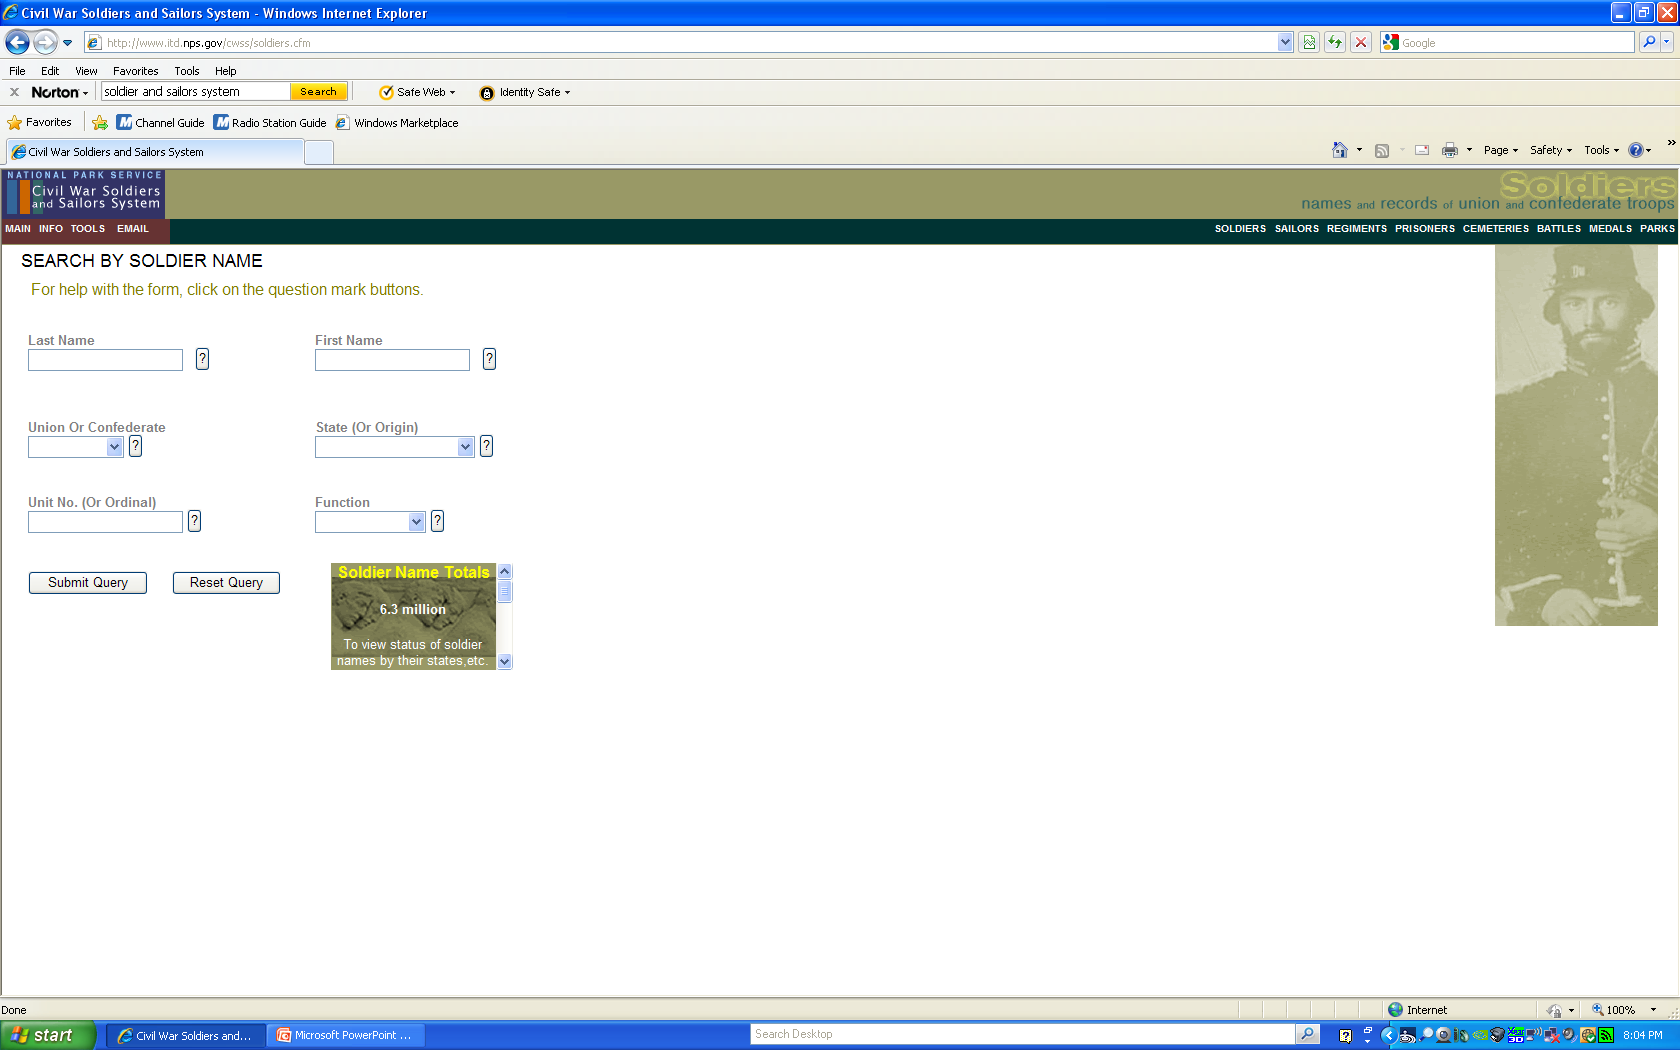 Civil War Soldiers and Sailors System - Windows Internet Explorer
http://www.itd.nps.gov/cwss/soldiers.cfm
Google
File Edit View Favorites Tools Help
x Norton soldier and sailors system Search Safe Web Identity Safe
Favorites Channel Guide Radio Station Guide Windows Marketplace
Civil War Soldiers and Sailors System
Page Safety Tools »
NATIONAL PARK SERVICE
Civil War Soldiers
and Sailors System
Soldiers
names and records of union and confederate troops
MAIN INFO TOOLS EMAIL SOLDIERS SAILORS REGIMENTS PRISONERS CEMETERIES BATTLES MEDALS PARKS
SEARCH BY SOLDIER NAME
For help with the form, click on the question mark buttons.
Last Name First Name
? ?
Union Or Confederate State (Or Origin)
? ?
Unit No. (Or Ordinal) Function
? ?
Submit Query Reset Query
Soldier Name Totals
6.3 million
To view status of soldier
names by their states,etc.
Done Internet 100%
start Civil War Soldiers and... Microsoft PowerPoint ... Search Desktop 8:04 PM